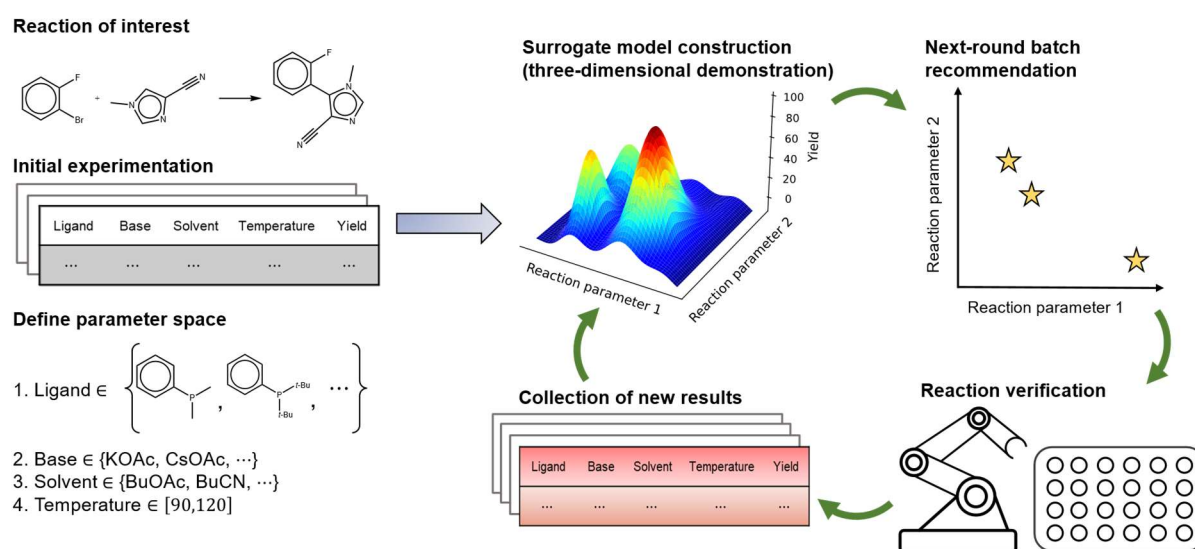 Reaction of interest
F
Br
+
N
N
N
F
N
N
N
Initial experimentation
Ligand Base Solvent Temperature Yield
... ... ... ... ...
Define parameter space
1. Ligand ∈
{
P
,
P
t-Bu
t-Bu
,
⋯
}
2. Base ∈ {KOAc, CsOAc, ⋯}
3. Solvent ∈ {BuOAc, BuCN, ⋯}
4. Temperature ∈ [90,120]
Surrogate model construction
(three-dimensional demonstration)
100
80
60
40
20
0
Yield
Reaction parameter 1
Reaction parameter 2
Next-round batch
recommendation
Reaction parameter 2
Reaction parameter 1
Reaction verification
Collection of new results
Ligand Base Solvent Temperature Yield
... ... ... ... ...